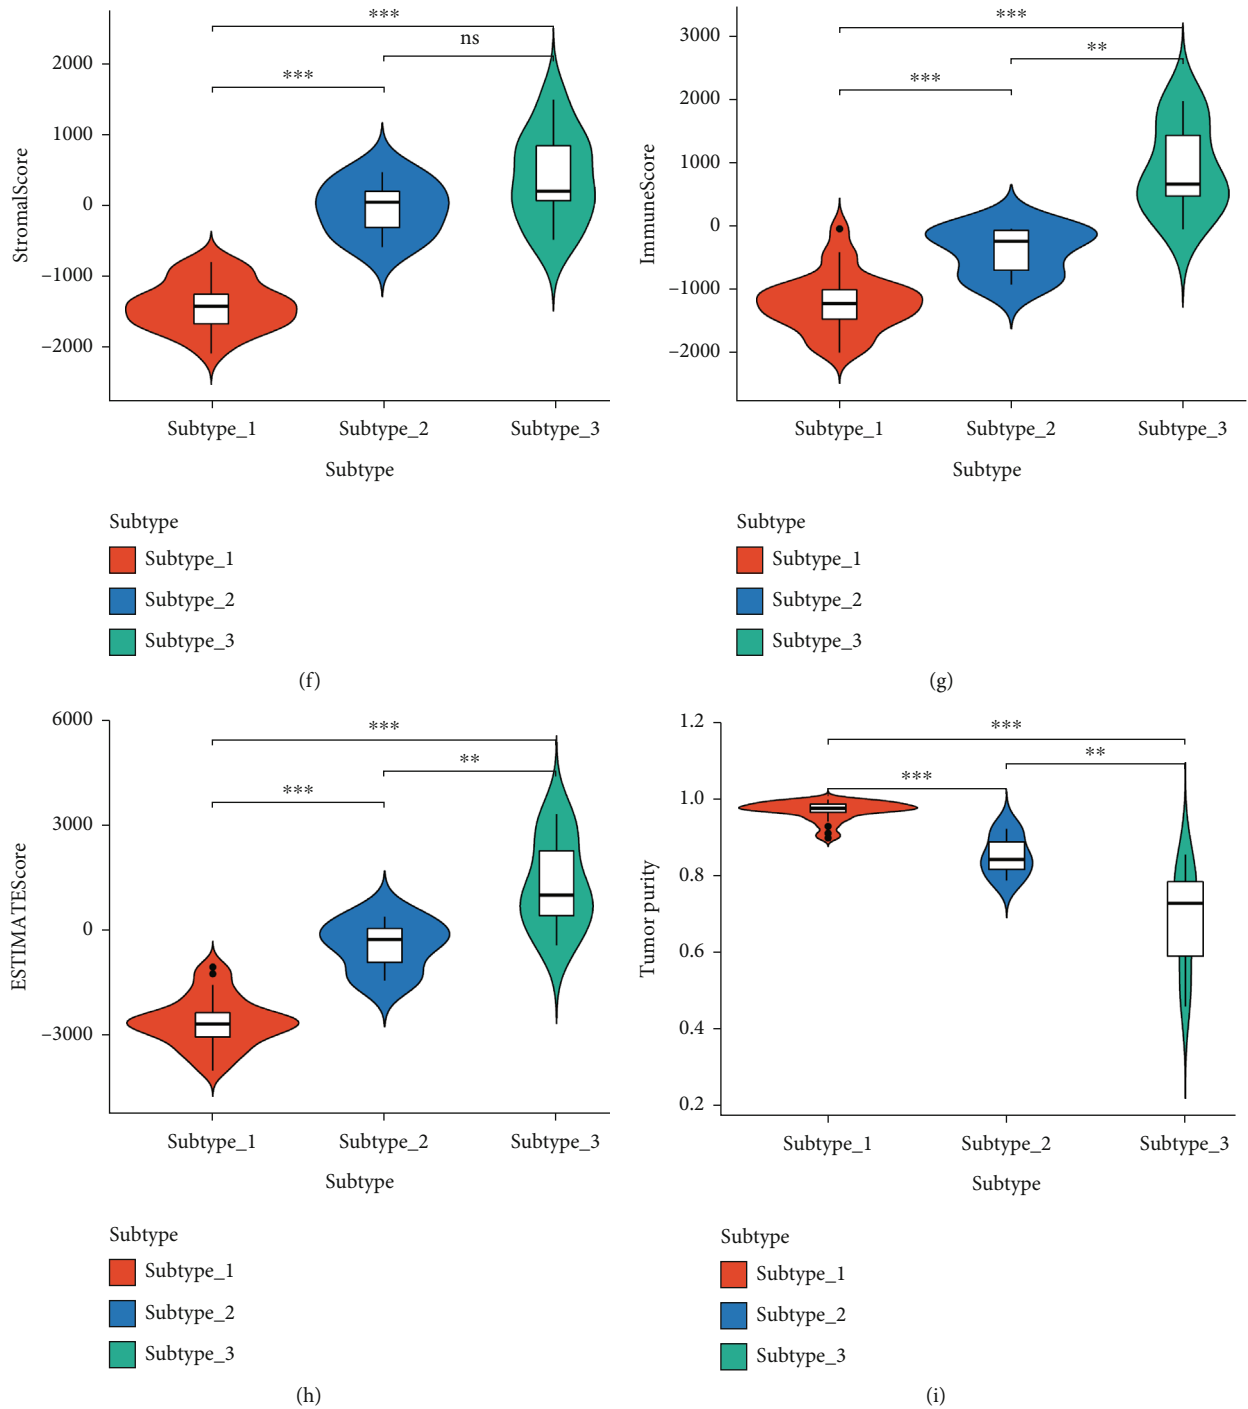 ***
ns
***
2000
1000
0
−1000
−2000
StromalScore
Subtype_1
Subtype_2
Subtype_3
Subtype
Subtype
Subtype_1
Subtype_2
Subtype_3
(f)
***
**
***
3000
2000
1000
0
−1000
−2000
ImmuneScore
Subtype_1
Subtype_2
Subtype_3
Subtype
Subtype
Subtype_1
Subtype_2
Subtype_3
(g)
***
**
***
6000
3000
0
−3000
ESTIMATEScore
Subtype_1
Subtype_2
Subtype_3
Subtype
Subtype
Subtype_1
Subtype_2
Subtype_3
(h)
***
**
***
1.2
1.0
0.8
0.6
0.4
0.2
Tumor purity
Subtype_1
Subtype_2
Subtype_3
Subtype
Subtype
Subtype_1
Subtype_2
Subtype_3
(i)